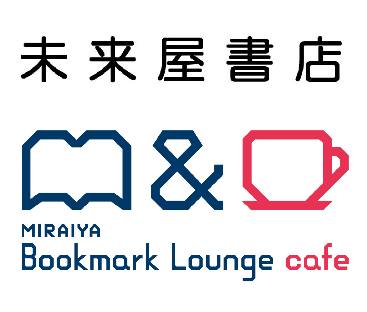 未来屋書店
&
MIRAIYA
Bookmark Lounge cafe